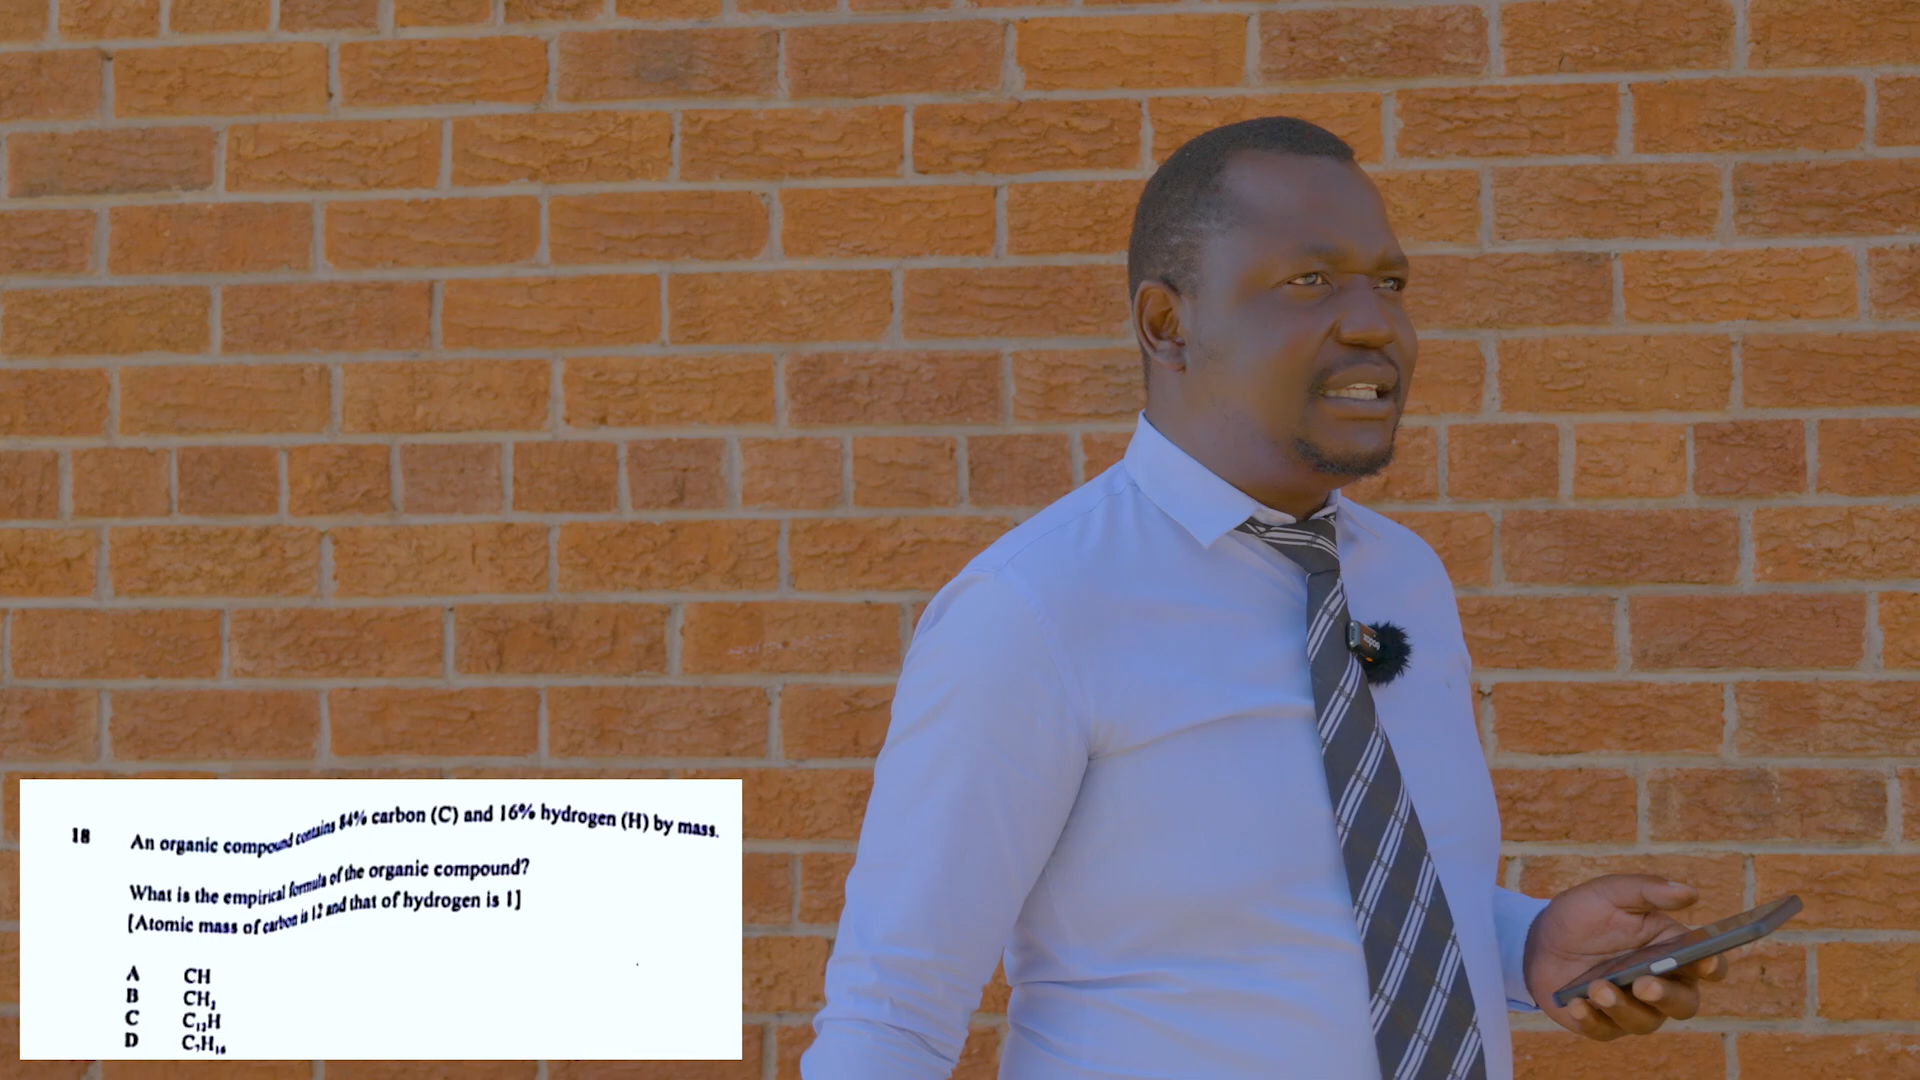 18 An organic compound contains 84% carbon (C) and 16% hydrogen (H) by mass.
What is the empirical formula of the organic compound?
[Atomic mass of carbon is 12 and that of hydrogen is 1]
A CH
B CH₂
C C₁₂H
D C₇H₁₆